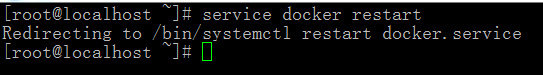 [root@localhost ~]# service docker restart
Redirecting to /bin/systemctl restart docker.service
[root@localhost ~]#